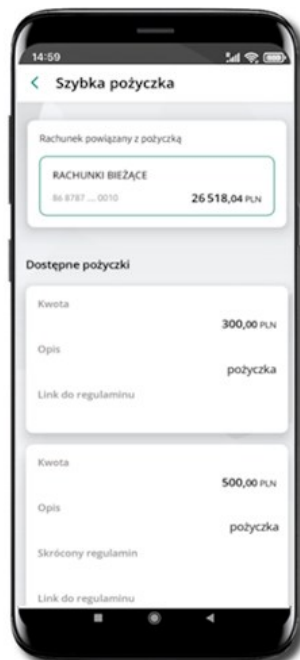 14:59
Szybka pożyczka
Rachunek powiązany z pożyczką
RACHUNKI BIEŻĄCE
86 8787 ... 0010 26 518,04 PLN
Dostępne pożyczki
Kwota
300,00 PLN
Opis
pożyczka
Link do regulaminu
Kwota
500,00 PLN
Opis
pożyczka
Skrócony regulamin
Link do regulaminu